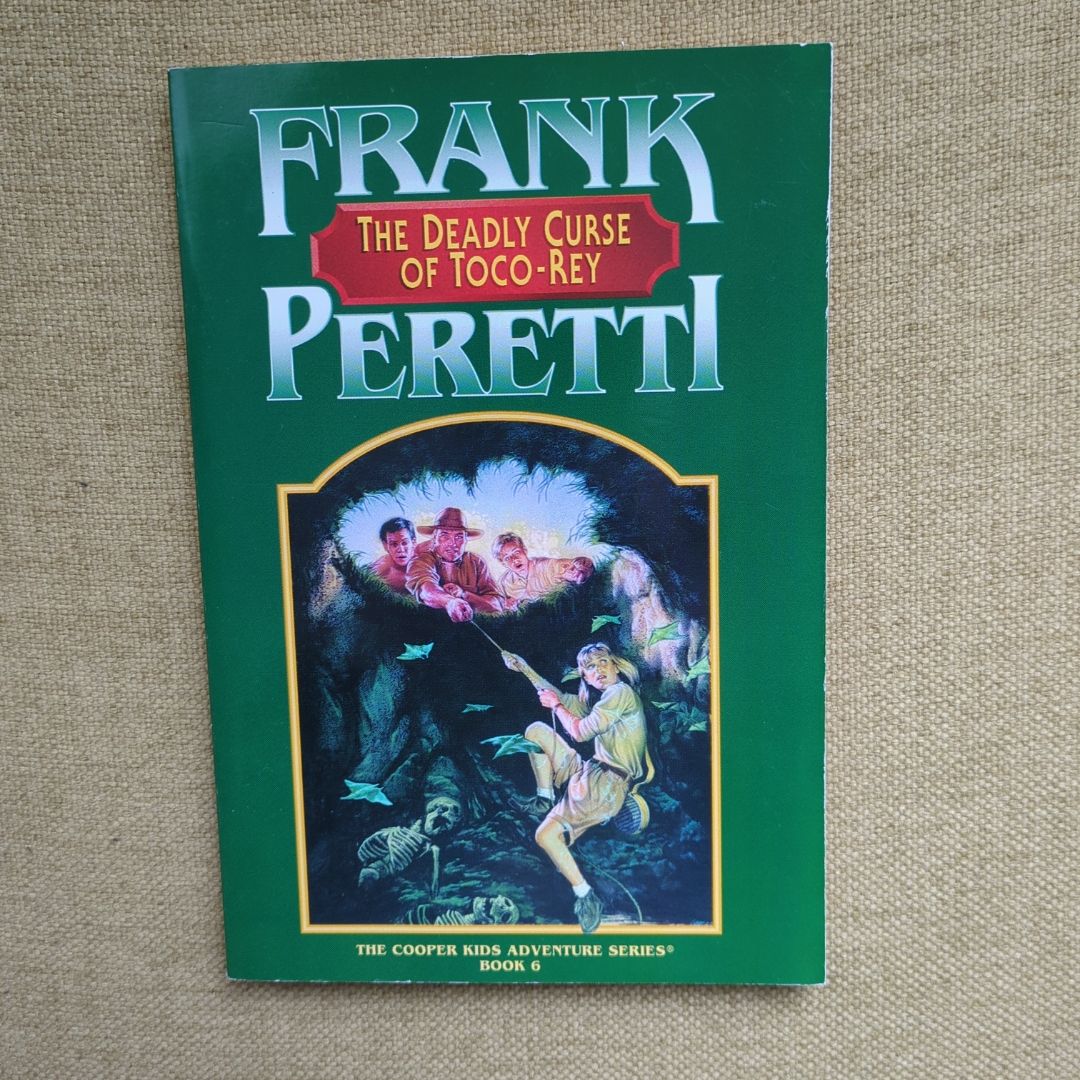 FRANK
THE DEADLY CURSE
OF TOCO-REY
PERETTI
THE COOPER KIDS ADVENTURE SERIES®
BOOK 6